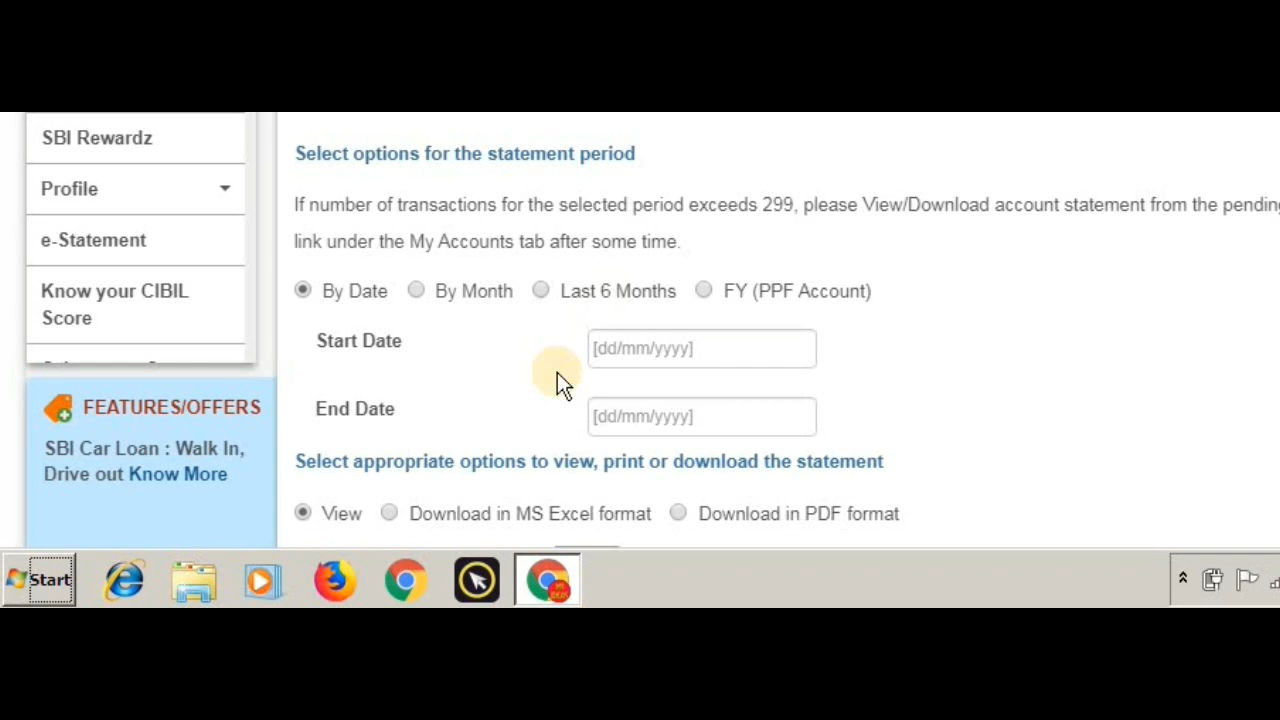 SBI Rewardz
Profile
e-Statement
Know your CIBIL
Score
FEATURES/OFFERS
SBI Car Loan : Walk In,
Drive out Know More
Select options for the statement period
If number of transactions for the selected period exceeds 299, please View/Download account statement from the pending
link under the My Accounts tab after some time.
By Date By Month Last 6 Months FY (PPF Account)
Start Date [dd/mm/yyyy]
End Date [dd/mm/yyyy]
Select appropriate options to view, print or download the statement
View Download in MS Excel format Download in PDF format
Start